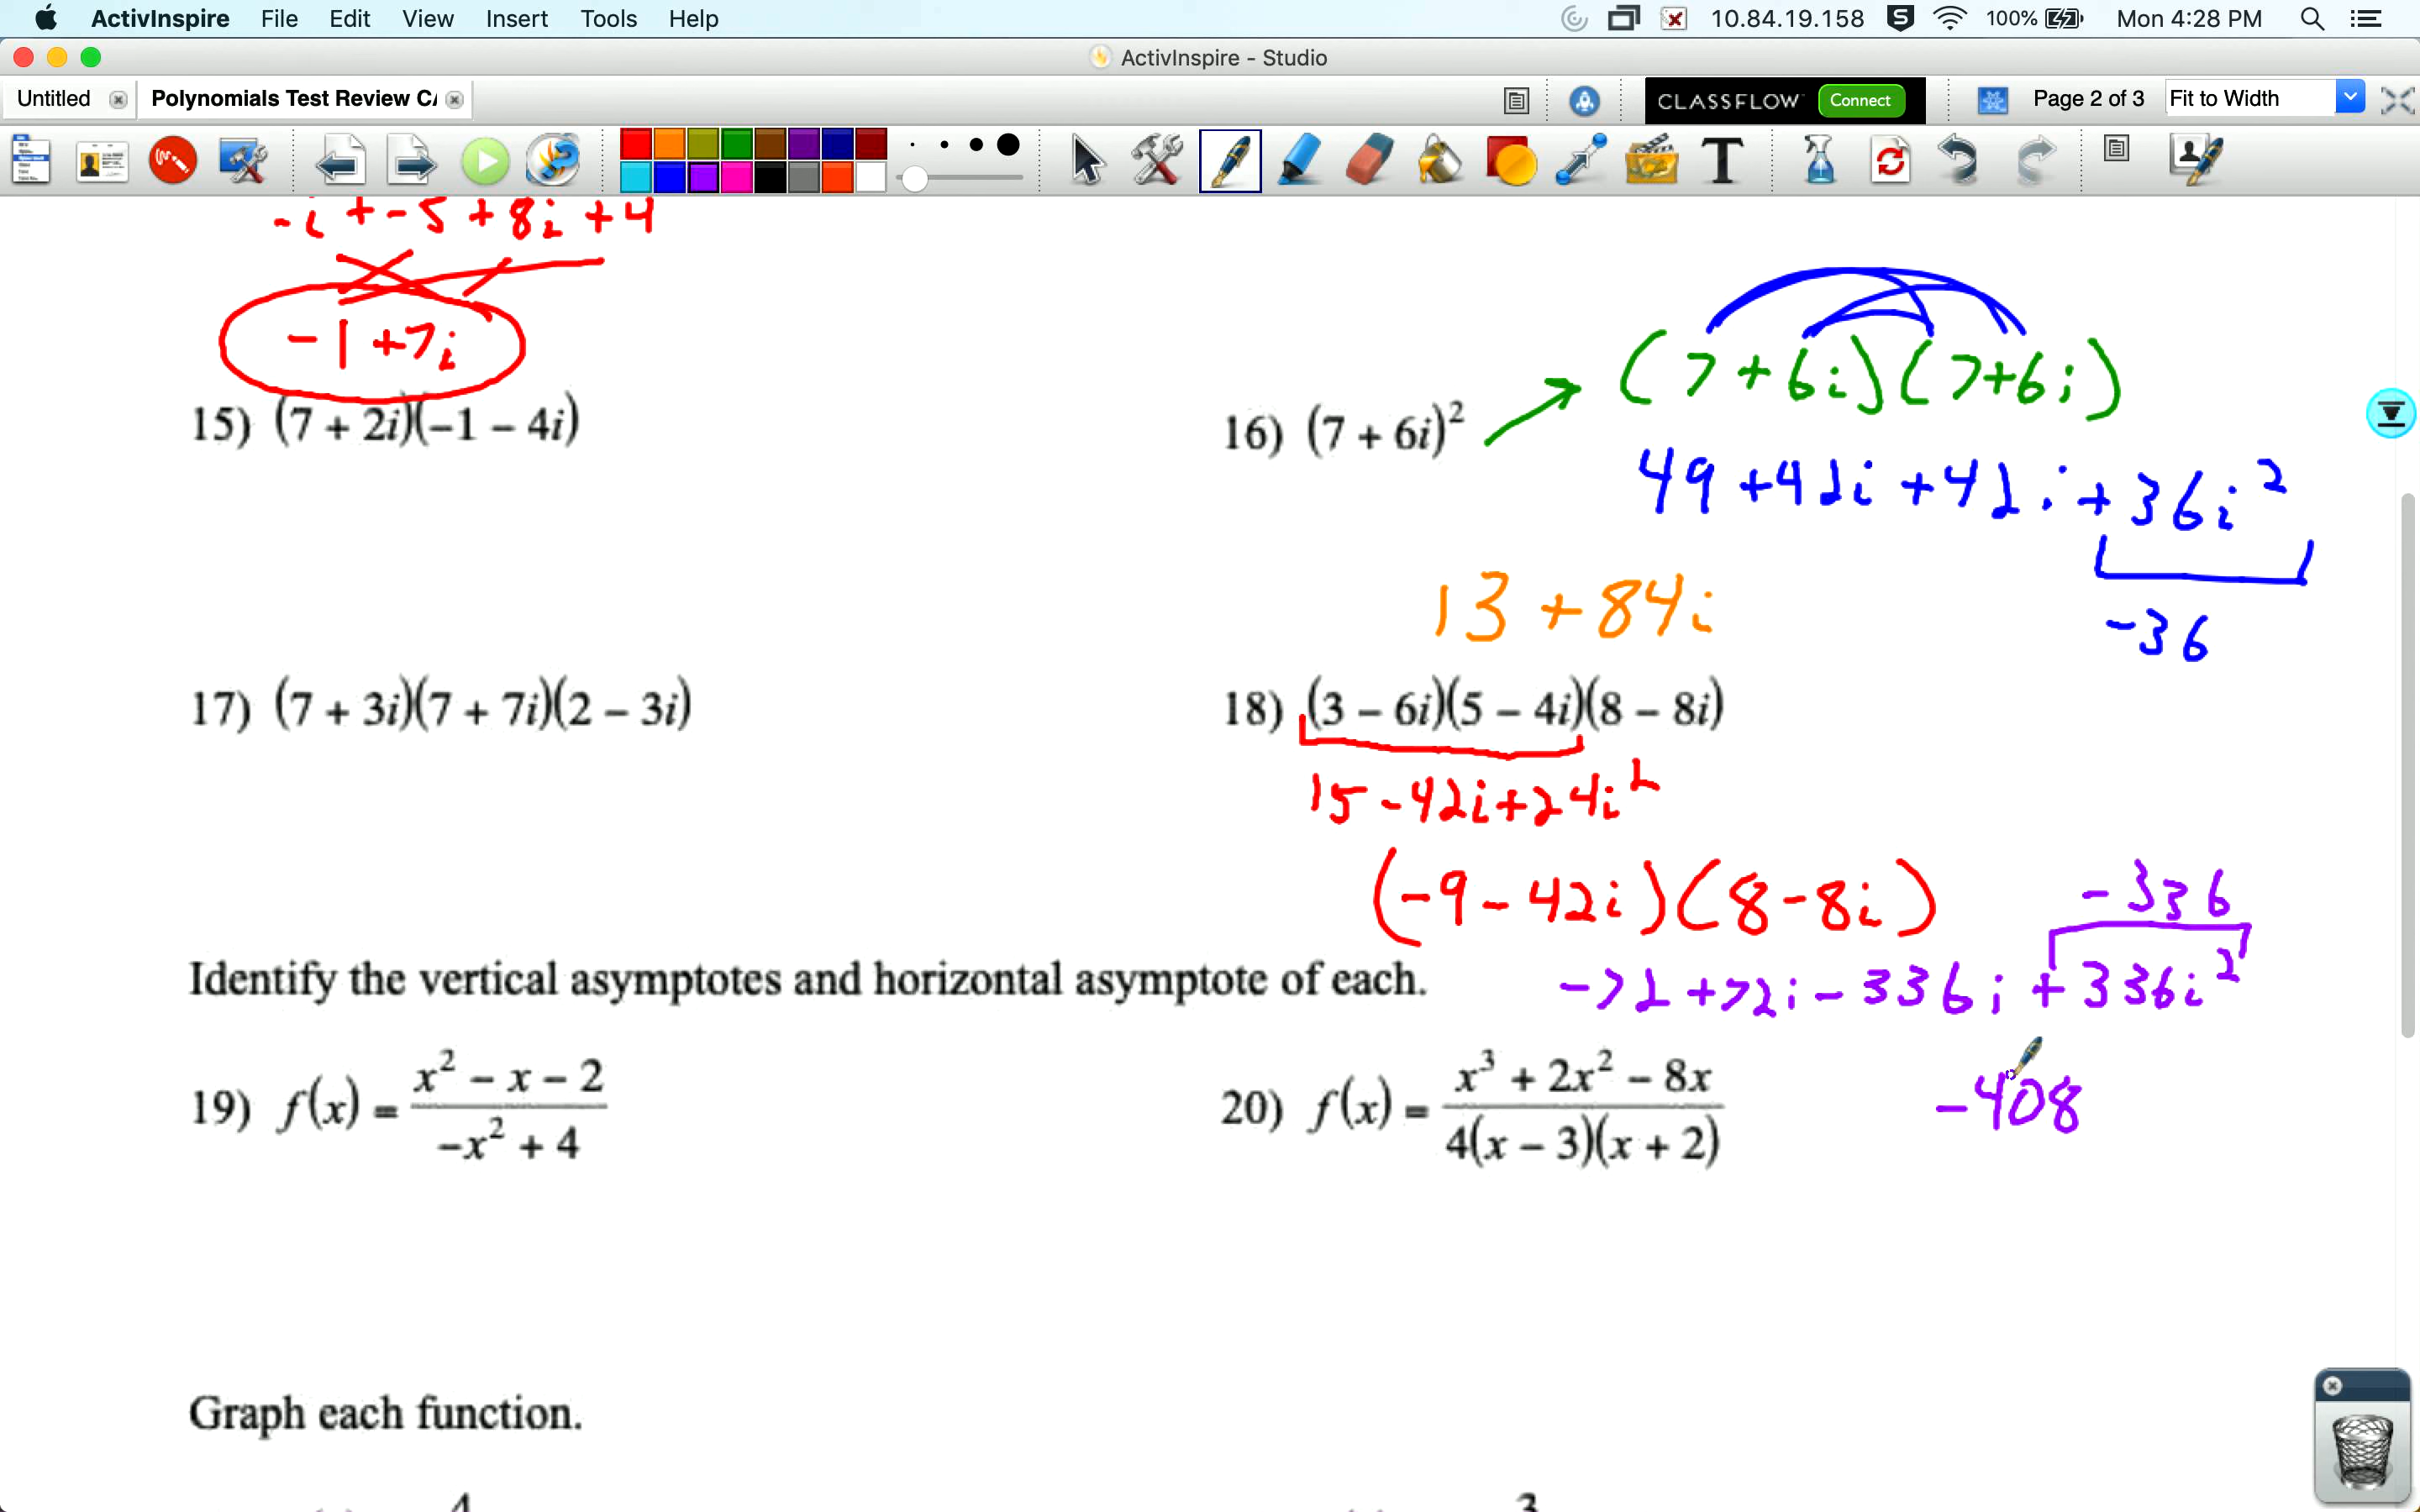 ActivInspire File Edit View Insert Tools Help 10.84.19.158 S 100% Mon 4:28 PM
ActivInspire - Studio
Untitled Polynomials Test Review C CLASSFLOW Connect Page 2 of 3 Fit to Width
T
-i + -5 + 8i + 4
-1 + 7i
15) (7 + 2i)(-1 - 4i)
16) (7 + 6i)²
(7 + 6i)(7+6i)
49 + 42i + 42i + 36i²
-36
13 + 84i
17) (7 + 3i)(7 + 7i)(2 - 3i)
18) (3 - 6i)(5 - 4i)(8 - 8i)
15 - 42i + 24i²
(-9 - 42i)(8 - 8i)
-336
-72 + 72i - 336i + 336i²
-408
Identify the vertical asymptotes and horizontal asymptote of each.
19) f(x) = x² - x - 2
-x² + 4
20) f(x) = x³ + 2x² - 8x
4(x - 3)(x + 2)
Graph each function.